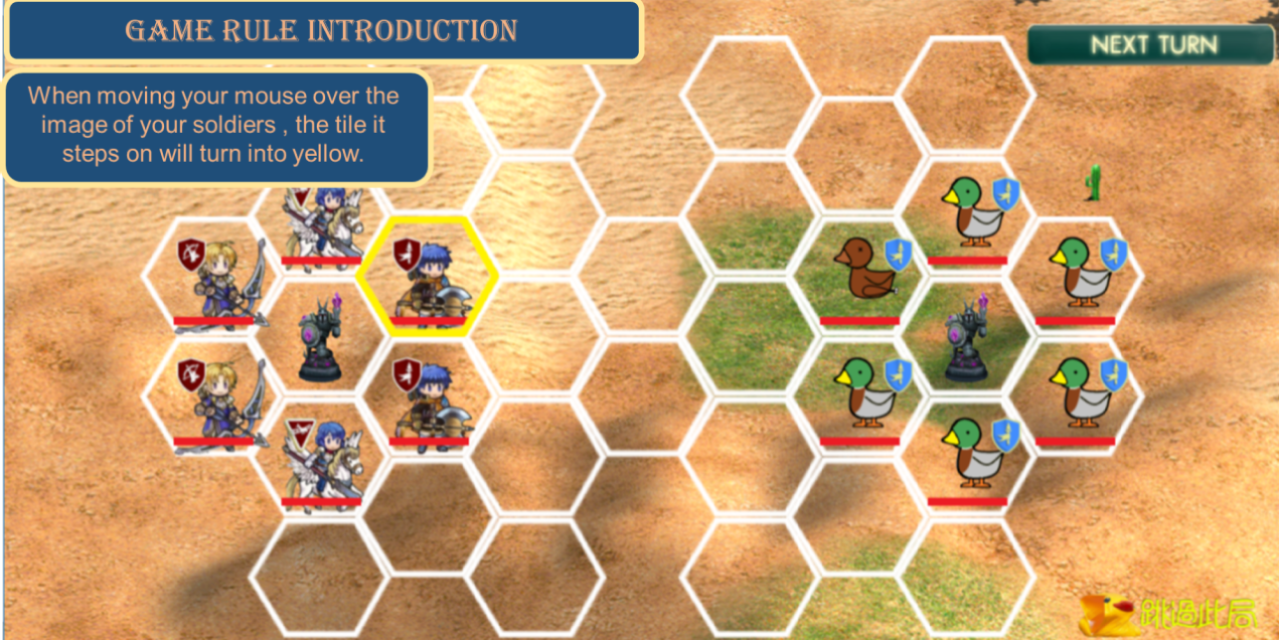 GAME RULE INTRODUCTION
NEXT TURN
When moving your mouse over the
image of your soldiers , the tile it
steps on will turn into yellow.
跳過此局